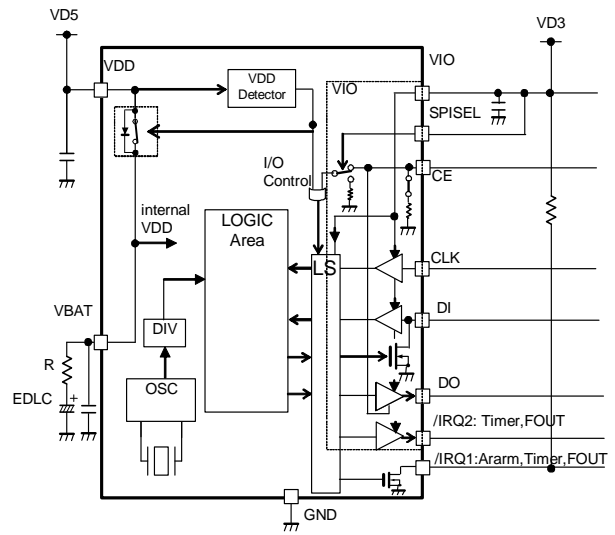 VD5
VD3
VDD
VIO
VDD
Detector
VIO
SPISEL
I/O
Control
CE
internal
VDD
LOGIC
Area
LS
CLK
VBAT
DIV
DI
R
EDLC
+
OSC
DO
/IRQ2: Timer,FOUT
/IRQ1:Ararm,Timer,FOUT
GND